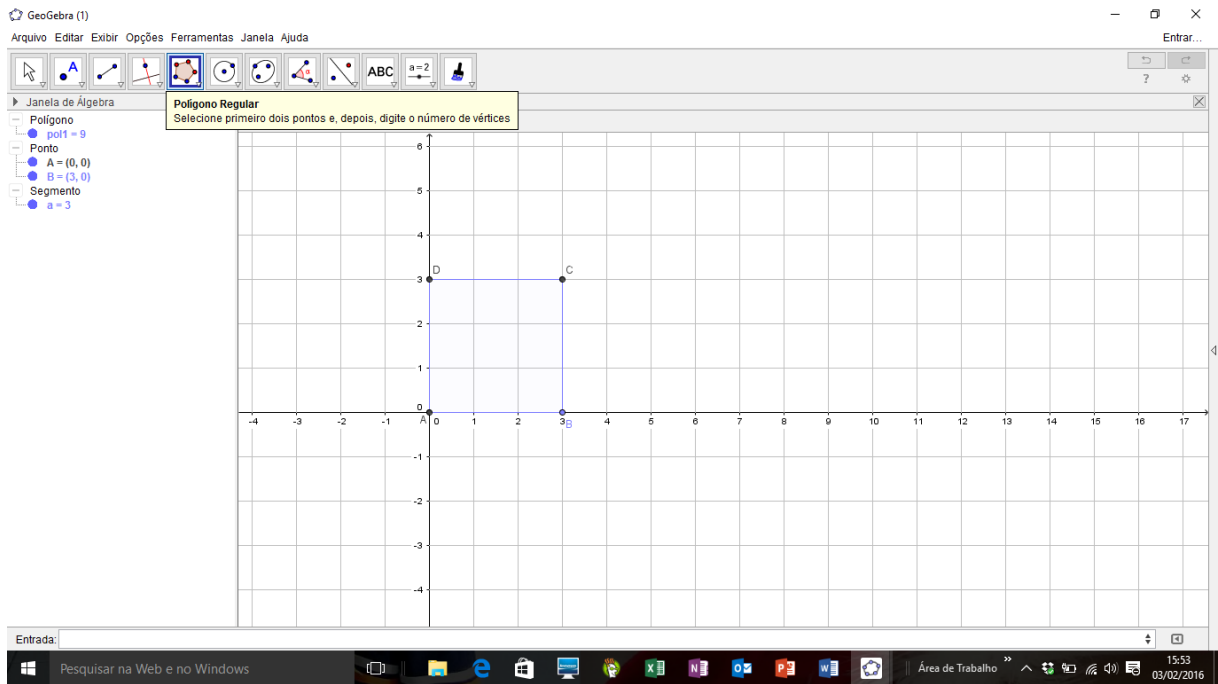 GeoGebra (1)
Arquivo Editar Exibir Opções Ferramentas Janela Ajuda
Entrar...
A
ABC
a = 2
?
Janela de Álgebra
Polígono Regular
Selecione primeiro dois pontos e, depois, digite o número de vértices
Polígono
pol1 = 9
Ponto
A = (0, 0)
B = (3, 0)
Segmento
a = 3
6
5
4
D
C
3
2
1
0
A
-4 -3 -2 -1 0 1 2 3 4 5 6 7 8 9 10 11 12 13 14 15 16 17
B
-1
-2
-3
-4
Entrada:
Pesquisar na Web e no Windows
Área de Trabalho
15:53
03/02/2016